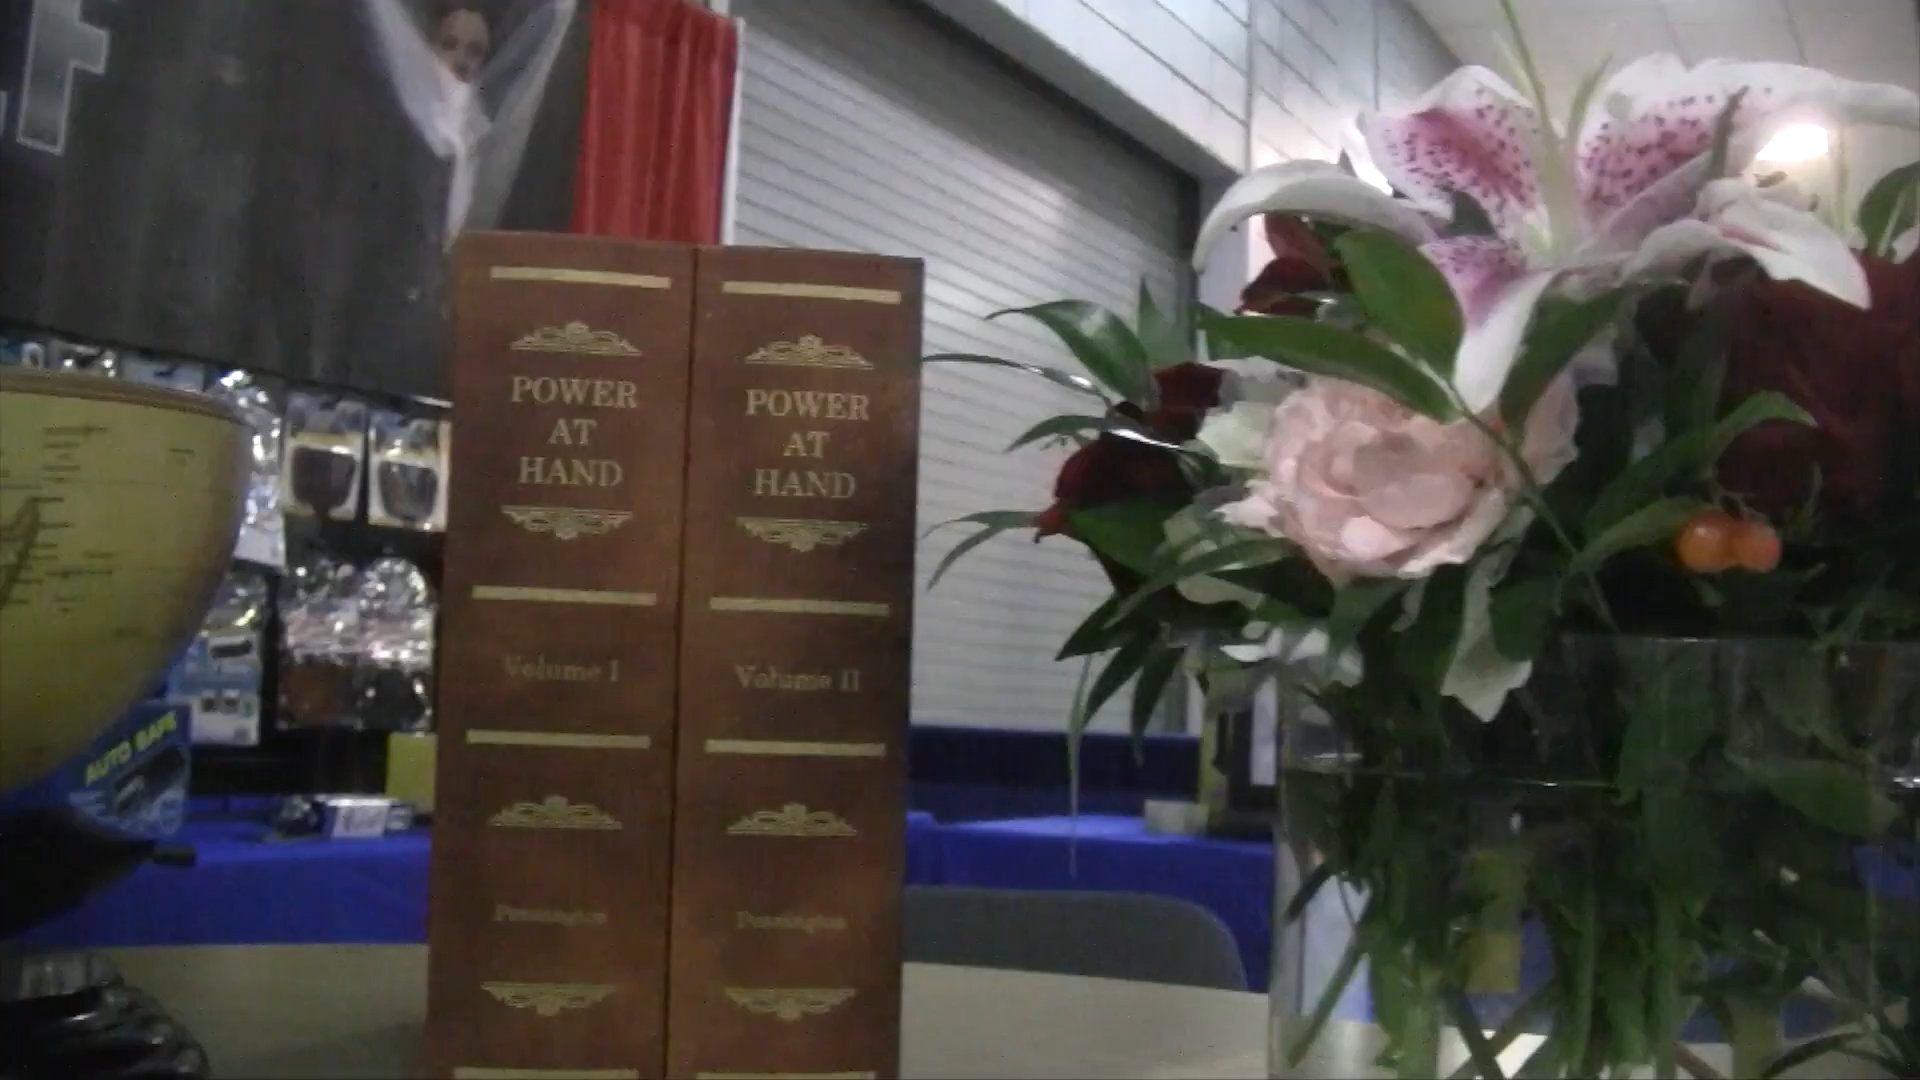 POWER
AT
HAND
Volume I
Pennington
POWER
AT
HAND
Volume II
Pennington
AUTO SAFE